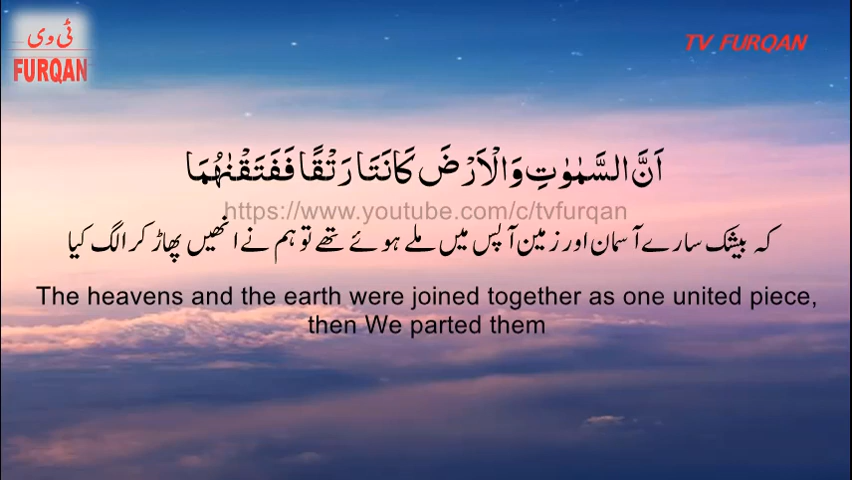 ٹی وی
FURQAN
TV FURQAN
اَنَّ السَّمٰوٰتِ وَالْاَرْضَ كَانَتَا رَتْقًا فَفَتَقْنٰهُمَا
https://www.youtube.com/c/tvfurqan
کہ بیشک سارے آسمان اور زمین آپس میں ملے ہوئے تھے تو ہم نے انھیں پھاڑ کر الگ کیا
The heavens and the earth were joined together as one united piece,
then We parted them